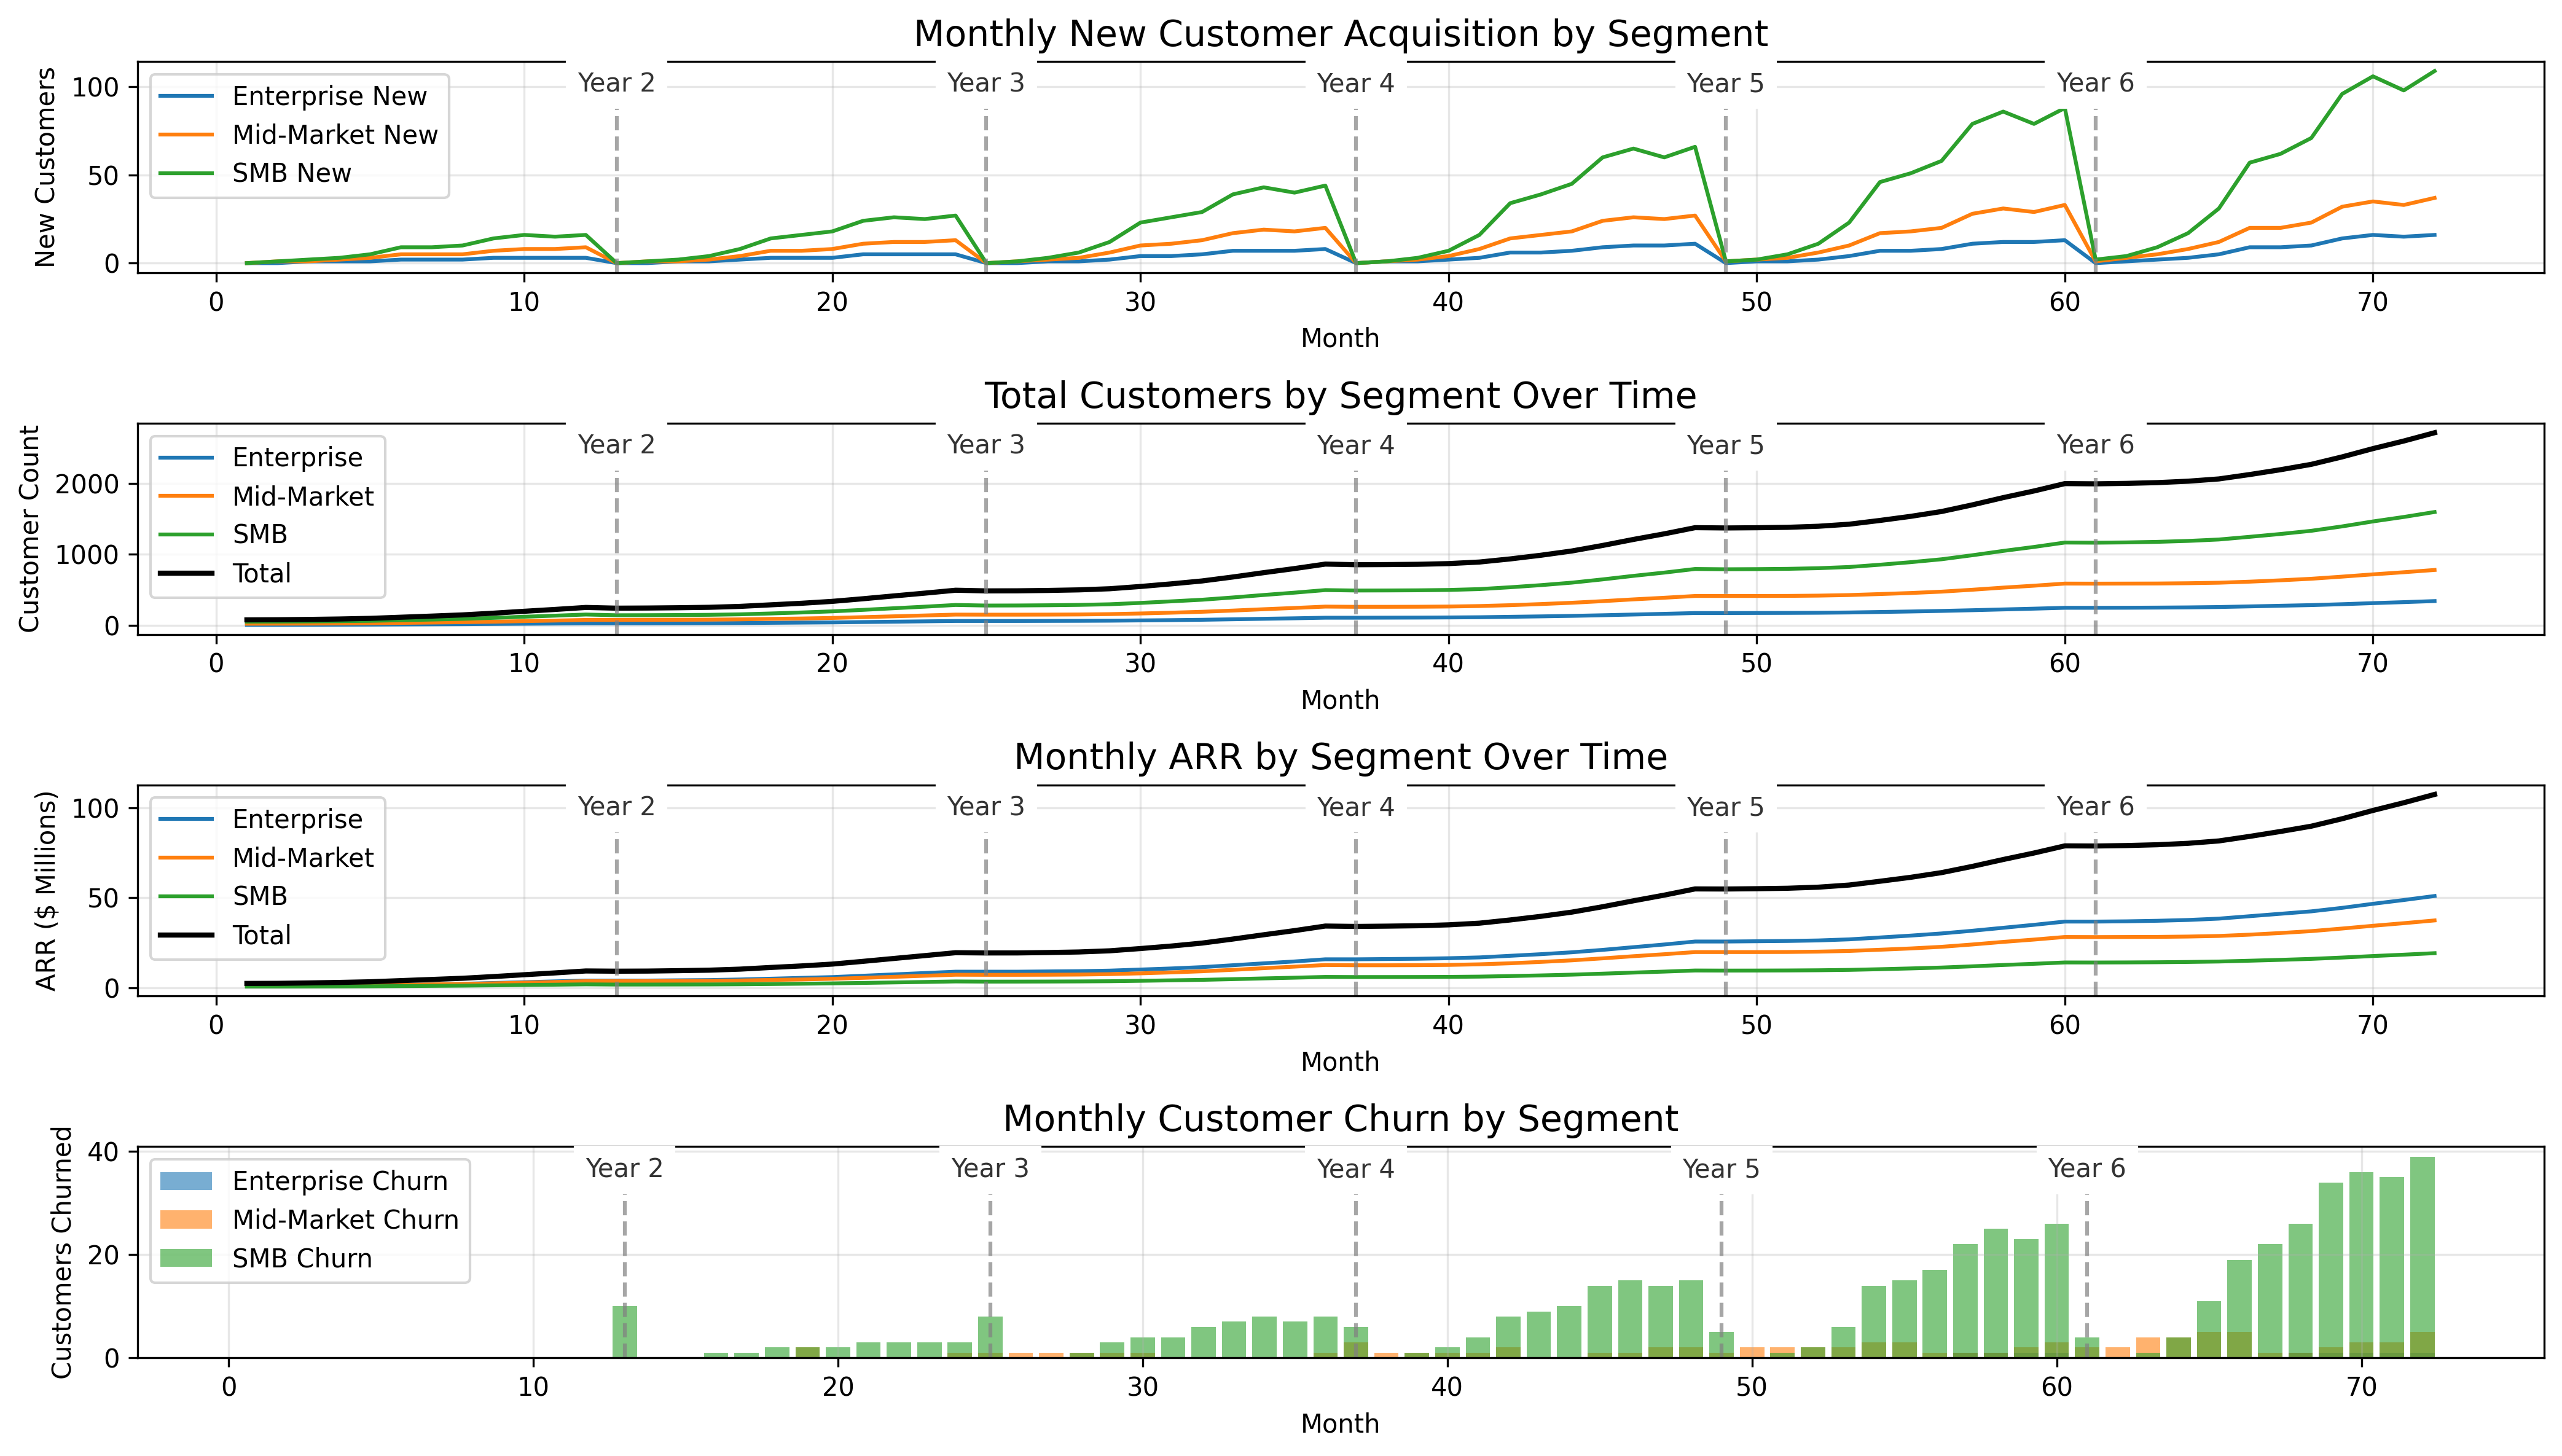 Monthly New Customer Acquisition by Segment
New Customers
100
50
0
Enterprise New
Mid-Market New
SMB New
Year 2
Year 3
Year 4
Year 5
Year 6
0 10 20 30 40 50 60 70
Month
Total Customers by Segment Over Time
Customer Count
2000
1000
0
Enterprise
Mid-Market
SMB
Total
Year 2
Year 3
Year 4
Year 5
Year 6
0 10 20 30 40 50 60 70
Month
Monthly ARR by Segment Over Time
ARR ($ Millions)
100
50
0
Enterprise
Mid-Market
SMB
Total
Year 2
Year 3
Year 4
Year 5
Year 6
0 10 20 30 40 50 60 70
Month
Monthly Customer Churn by Segment
Customers Churned
40
20
0
Enterprise Churn
Mid-Market Churn
SMB Churn
Year 2
Year 3
Year 4
Year 5
Year 6
0 10 20 30 40 50 60 70
Month